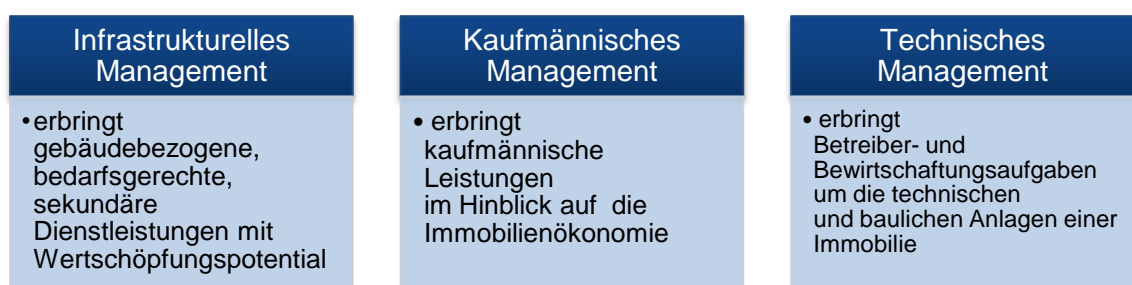 Infrastrukturelles
Management
•erbringt
gebäudebezogene,
bedarfsgerechte,
sekundäre
Dienstleistungen mit
Wertschöpfungspotential
Kaufmännisches
Management
• erbringt
kaufmännische
Leistungen
im Hinblick auf die
Immobilienökonomie
Technisches
Management
• erbringt
Betreiber- und
Bewirtschaftungsaufgaben
um die technischen
und baulichen Anlagen einer
Immobilie